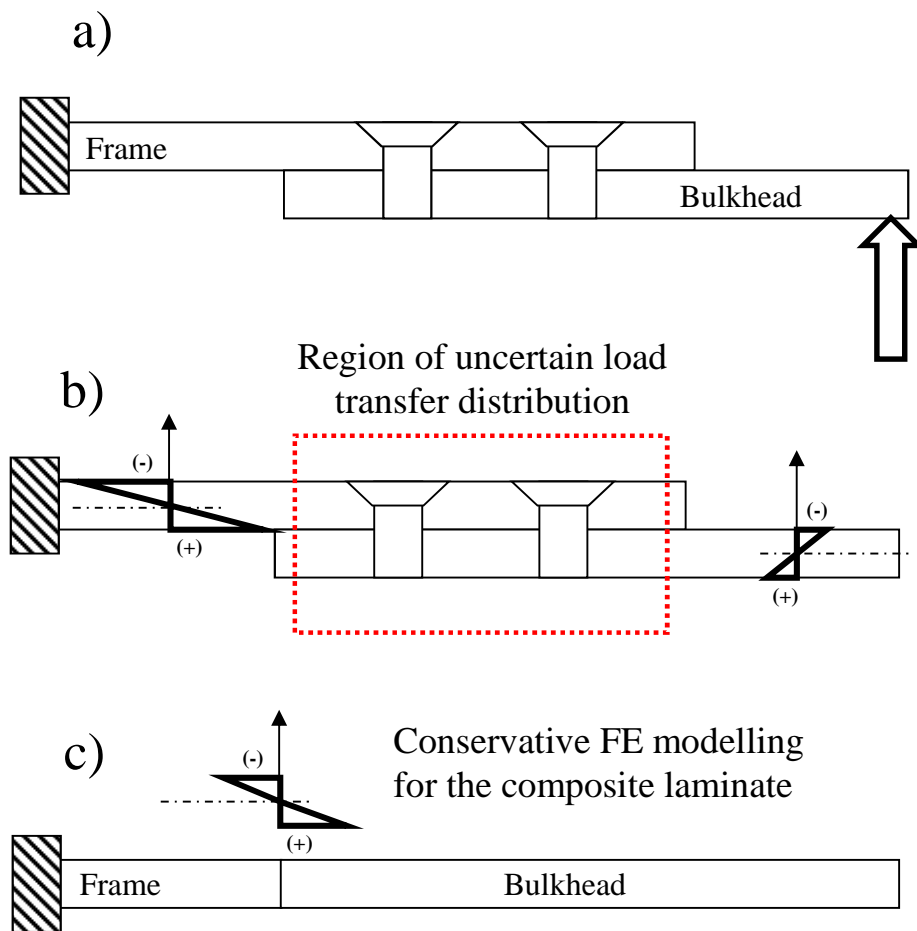 a)
Frame
Bulkhead
Region of uncertain load
transfer distribution
b)
(-)
(+)
(-)
(+)
c)
Conservative FE modelling
for the composite laminate
(-)
(+)
Frame
Bulkhead